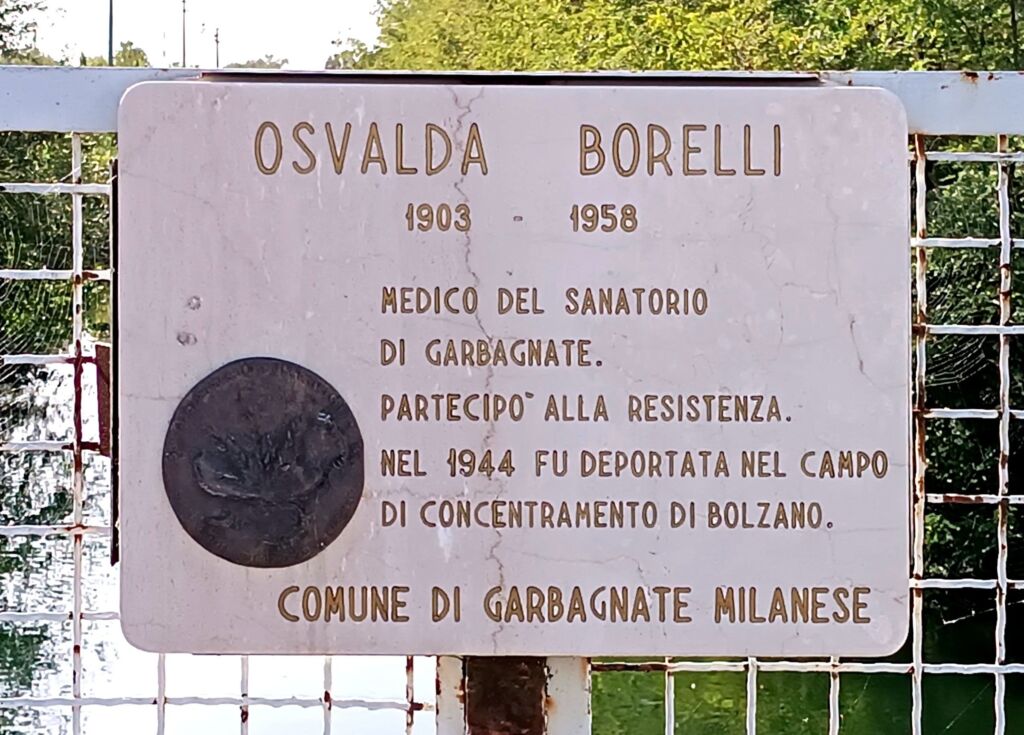 OSVALDA BORELLI
1903 - 1958
MEDICO DEL SANATORIO
DI GARBAGNATE.
PARTECIPO` ALLA RESISTENZA.
NEL 1944 FU DEPORTATA NEL CAMPO
DI CONCENTRAMENTO DI BOLZANO.
COMUNE DI GARBAGNATE MILANESE